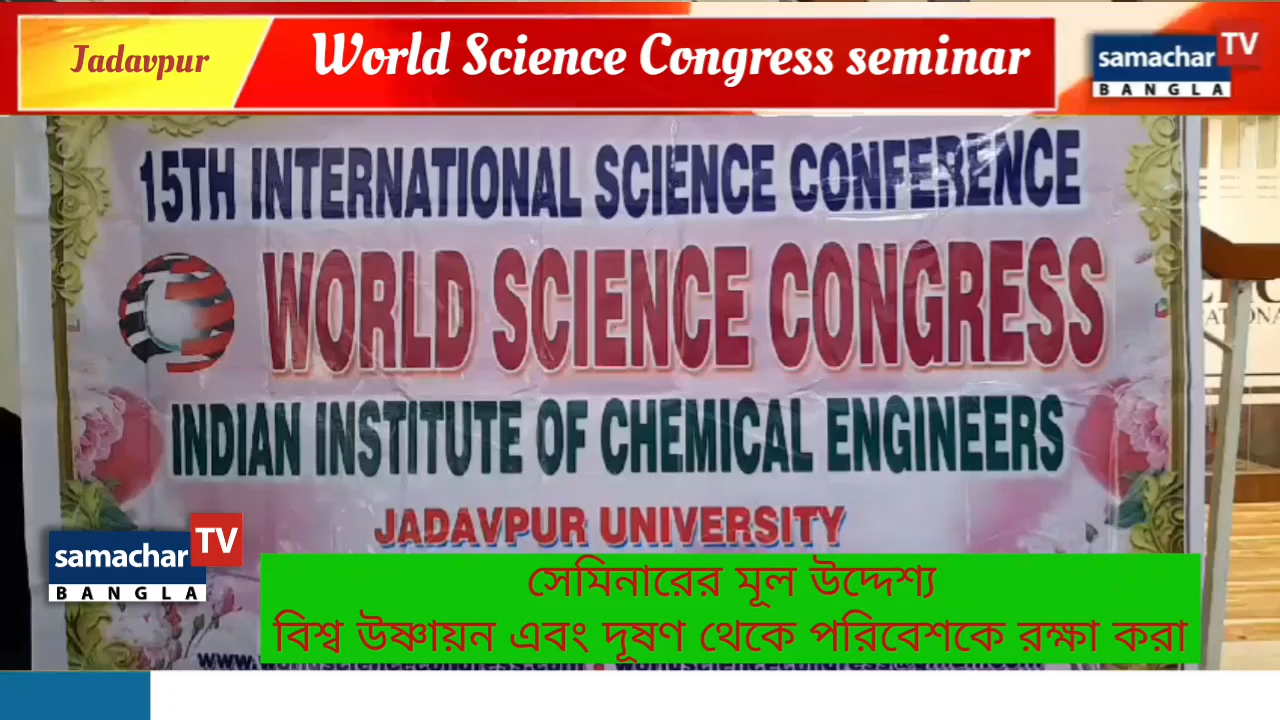 Jadavpur
World Science Congress seminar
samachar TV
BANGLA
15TH INTERNATIONAL SCIENCE CONFERENCE
WORLD SCIENCE CONGRESS
INDIAN INSTITUTE OF CHEMICAL ENGINEERS
JADAVPUR UNIVERSITY
samachar TV
BANGLA
সেমিনারের মূল উদ্দেশ্য
বিশ্ব উষ্ণায়ন এবং দূষণ থেকে পরিবেশকে রক্ষা করা